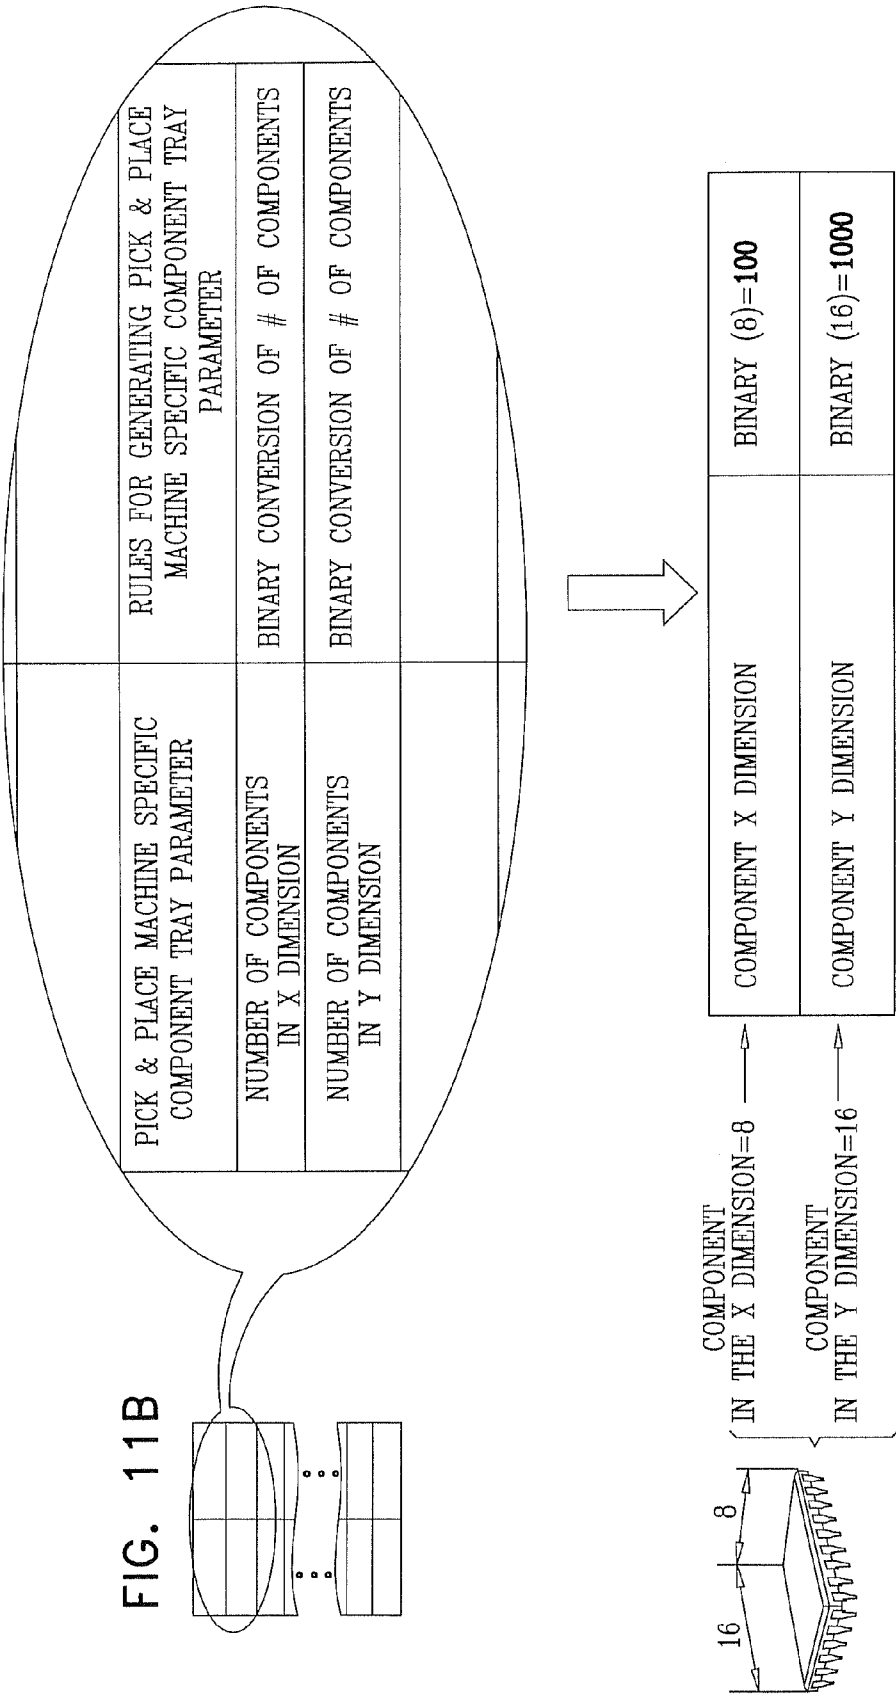 FIG. 11B
PICK & PLACE MACHINE SPECIFIC
COMPONENT TRAY PARAMETER
RULES FOR GENERATING PICK & PLACE
MACHINE SPECIFIC COMPONENT TRAY
PARAMETER
NUMBER OF COMPONENTS
IN X DIMENSION
BINARY CONVERSION OF # OF COMPONENTS
NUMBER OF COMPONENTS
IN Y DIMENSION
BINARY CONVERSION OF # OF COMPONENTS
16
8
COMPONENT
IN THE X DIMENSION=8
COMPONENT
IN THE Y DIMENSION=16
COMPONENT X DIMENSION
BINARY (8)=100
COMPONENT Y DIMENSION
BINARY (16)=1000